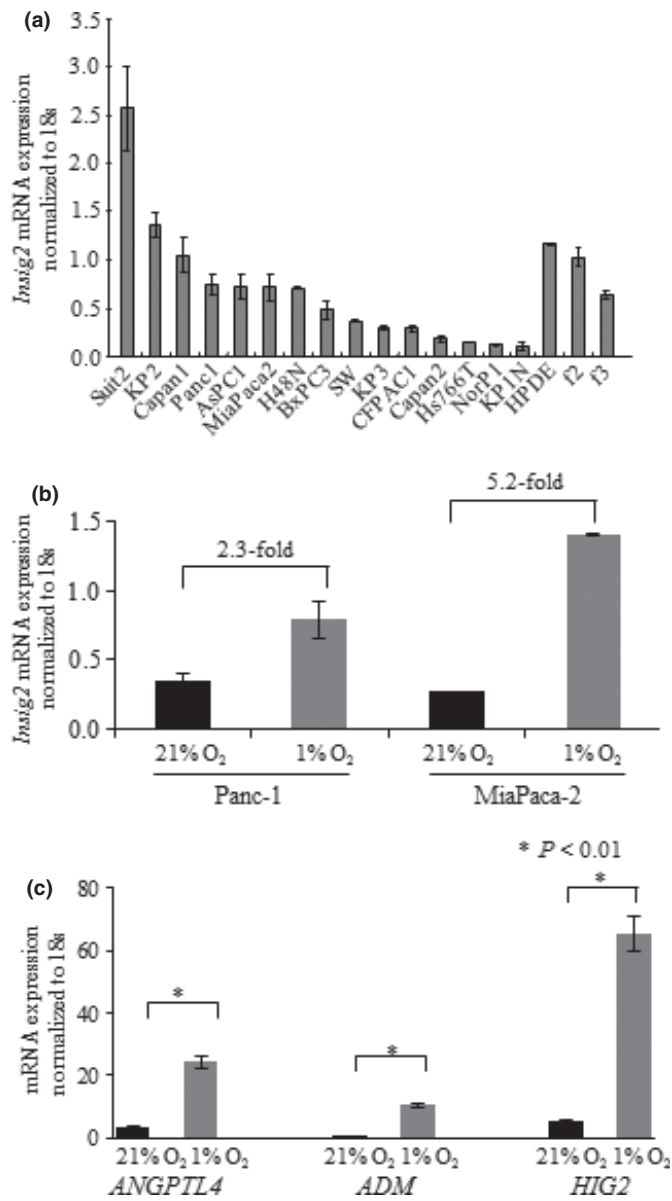 (a)
Insig2 mRNA expression
normalized to 18s
3.5
3.0
2.5
2.0
1.5
1.0
0.5
0.0
Suit2
KP2
Capan1
Panc1
AsPC1
MiaPaca2
H48N
BxPC3
SW
KP3
CFPAC1
Capan2
Hs766T
NorP1
KP1N
HPDE
f2
f3
(b)
Insig2 mRNA expression
normalized to 18s
5.2-fold
2.3-fold
1.5
1.0
0.5
0.0
21% O₂ 1% O₂ 21% O₂ 1% O₂
Panc-1 MiaPaca-2
* P < 0.01
(c)
mRNA expression
normalized to 18s
80
60
40
20
0
* * *
21% O₂ 1% O₂ 21% O₂ 1% O₂ 21% O₂ 1% O₂
ANGPTL4 ADM HIG2